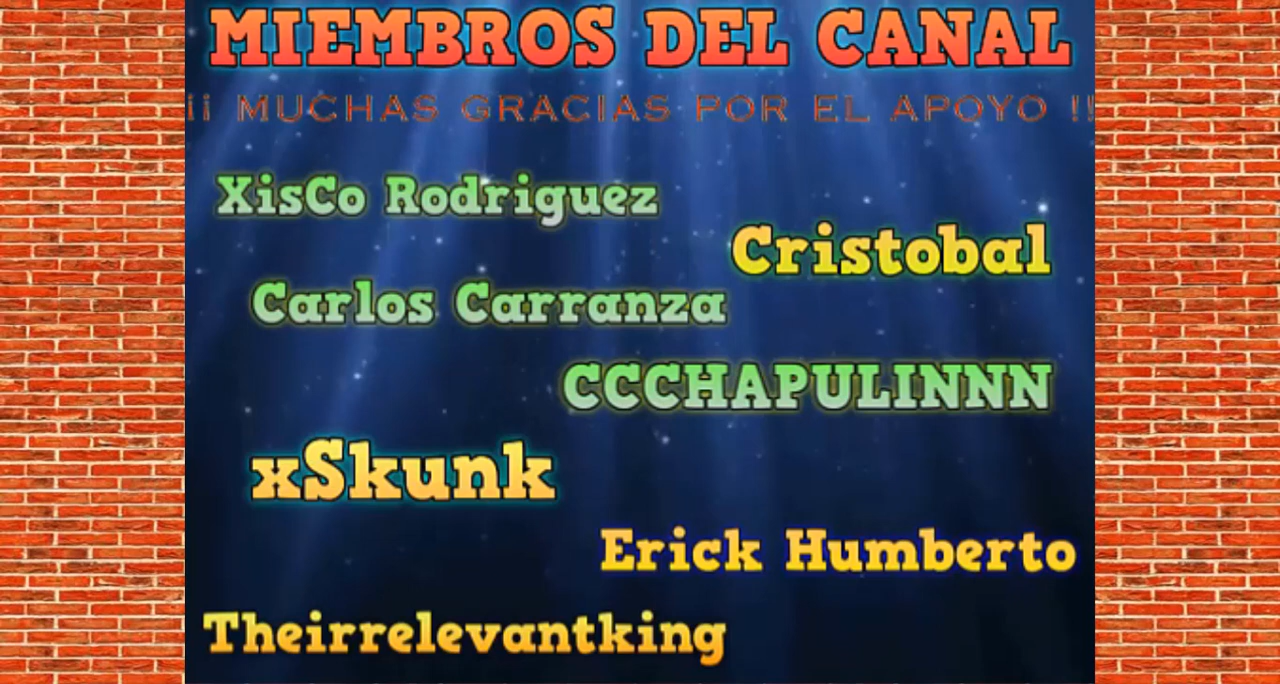 MIEMBROS DEL CANAL
¡¡ MUCHAS GRACIAS POR EL APOYO !!
XisCo Rodriguez
Cristobal
Carlos Carranza
CCCHAPULINNN
xSkunk
Erick Humberto
Theirrelevantking